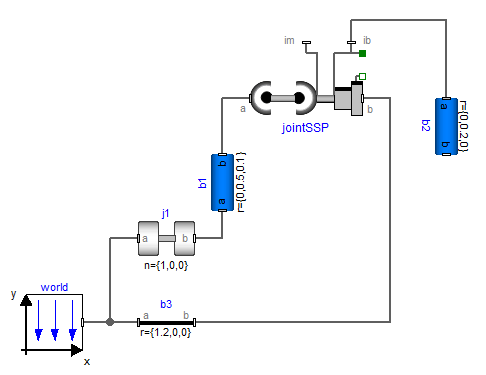 im
ib
a
b
jointSSP
a
b
b2
r={0,0.2,0}
b
a
b1
r={0,0.5,0.1}
j1
a
b
n={1,0,0}
world
y
x
b3
a
b
r={1.2,0,0}